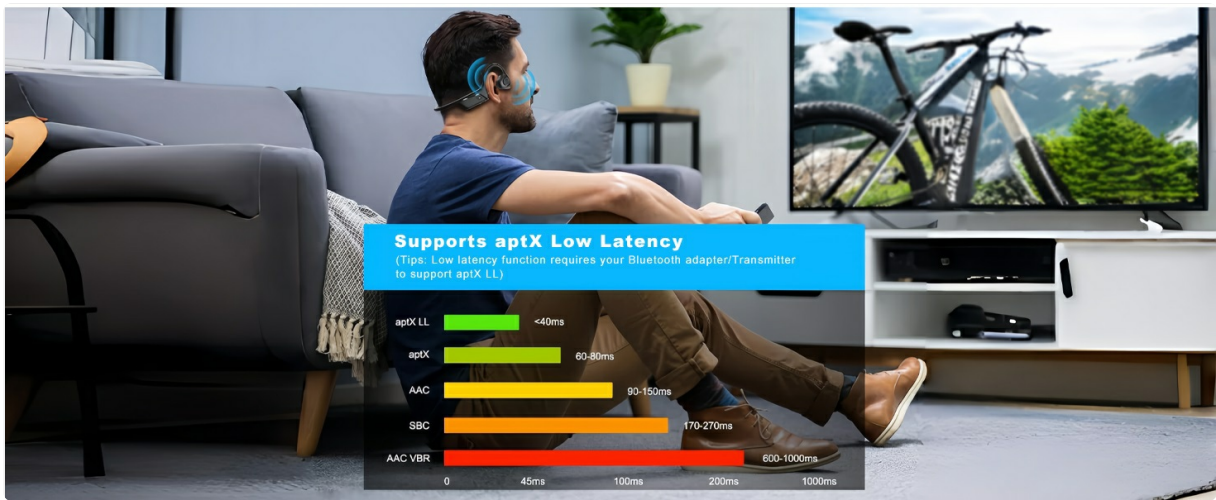 Supports aptX Low Latency
(Tips: Low latency function requires your Bluetooth adapter/Transmitter
to support aptX LL)
aptX LL <40ms
aptX 60-80ms
AAC 90-150ms
SBC 170-270ms
AAC VBR 600-1000ms
0 45ms 100ms 200ms 1000ms